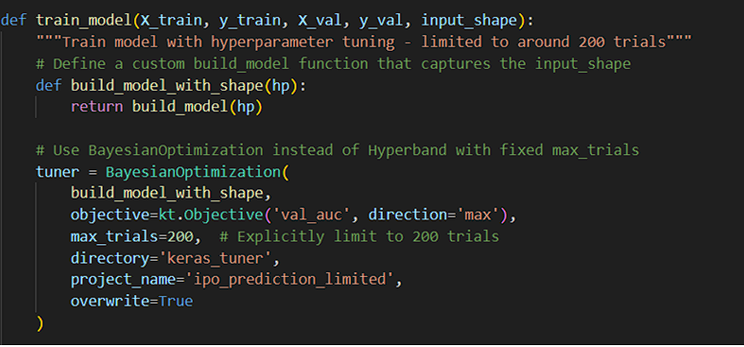 def train_model(X_train, y_train, X_val, y_val, input_shape):
    """Train model with hyperparameter tuning - limited to around 200 trials"""
    # Define a custom build_model function that captures the input_shape
    def build_model_with_shape(hp):
        return build_model(hp)

    # Use BayesianOptimization instead of Hyperband with fixed max_trials
    tuner = BayesianOptimization(
        build_model_with_shape,
        objective=kt.Objective('val_auc', direction='max'),
        max_trials=200,  # Explicitly limit to 200 trials
        directory='keras_tuner',
        project_name='ipo_prediction_limited',
        overwrite=True
    )